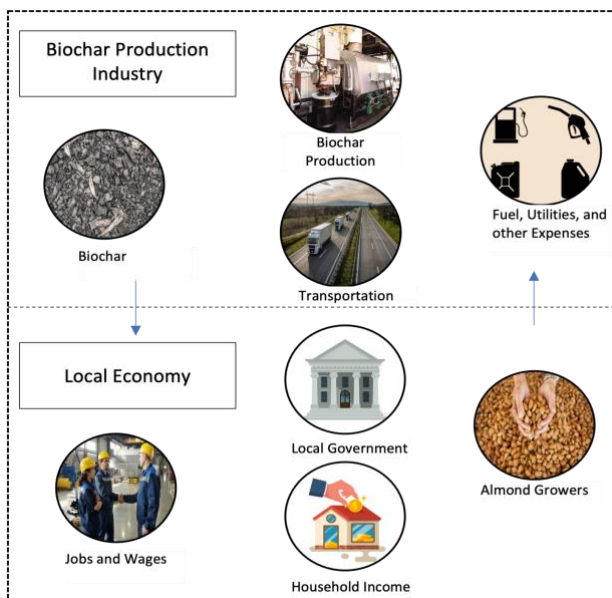 Biochar Production
Industry
Biochar
Production
Biochar
Fuel, Utilities, and
other Expenses
Transportation
Local Economy
Local Government
Jobs and Wages
Almond Growers
Household Income